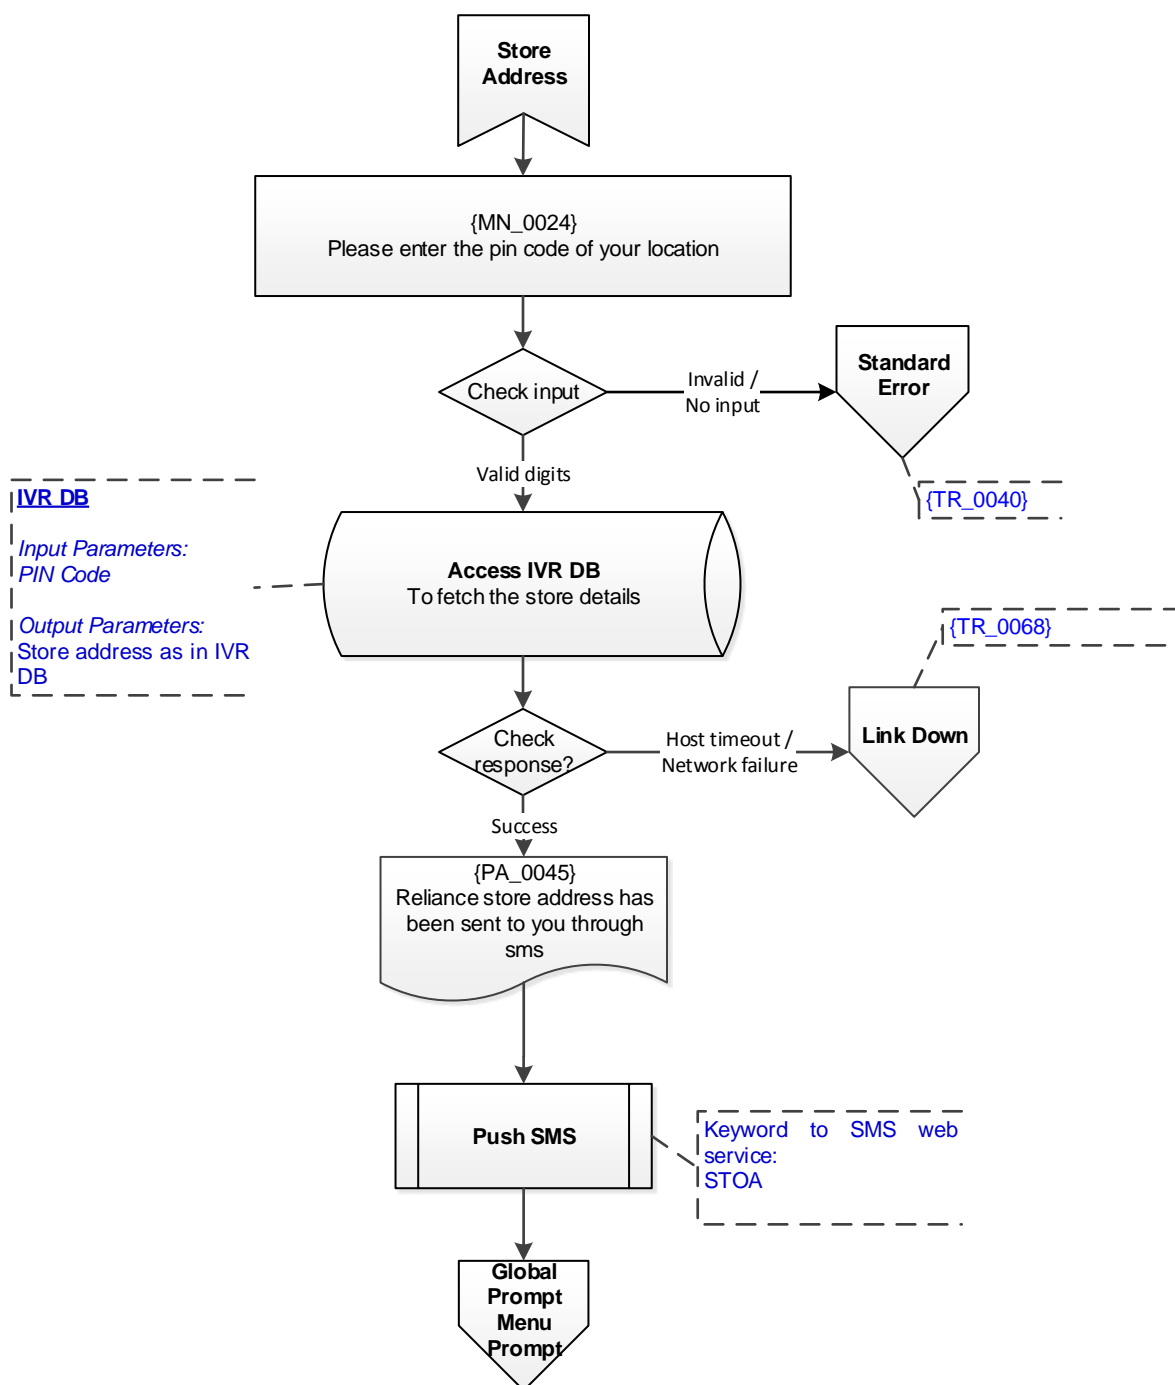 Store
Address
{MN_0024}
Please enter the pin code of your location
Check input
Invalid /
No input
Standard
Error
{TR_0040}
Valid digits
IVR DB
Input Parameters:
PIN Code
Output Parameters:
Store address as in IVR
DB
Access IVR DB
To fetch the store details
{TR_0068}
Check
response?
Host timeout /
Network failure
Link Down
Success
{PA_0045}
Reliance store address has
been sent to you through
sms
Push SMS
Keyword to SMS web
service:
STOA
Global
Prompt
Menu
Prompt